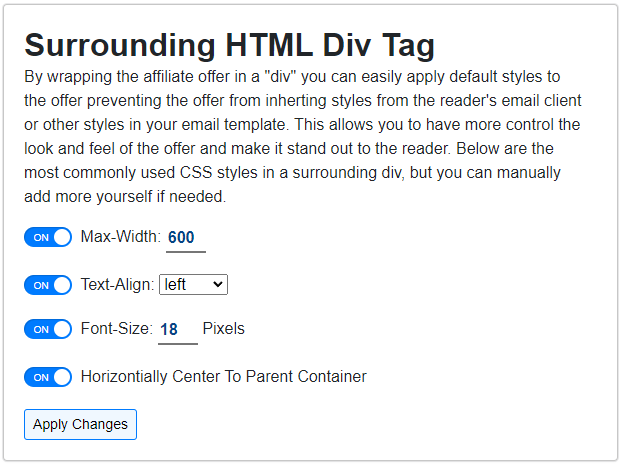 Surrounding HTML Div Tag
By wrapping the affiliate offer in a "div" you can easily apply default styles to
the offer preventing the offer from inherting styles from the reader's email client
or other styles in your email template. This allows you to have more control the
look and feel of the offer and make it stand out to the reader. Below are the
most commonly used CSS styles in a surrounding div, but you can manually
add more yourself if needed.
ON Max-Width: 600
ON Text-Align: left
ON Font-Size: 18 Pixels
ON Horizontially Center To Parent Container
Apply Changes